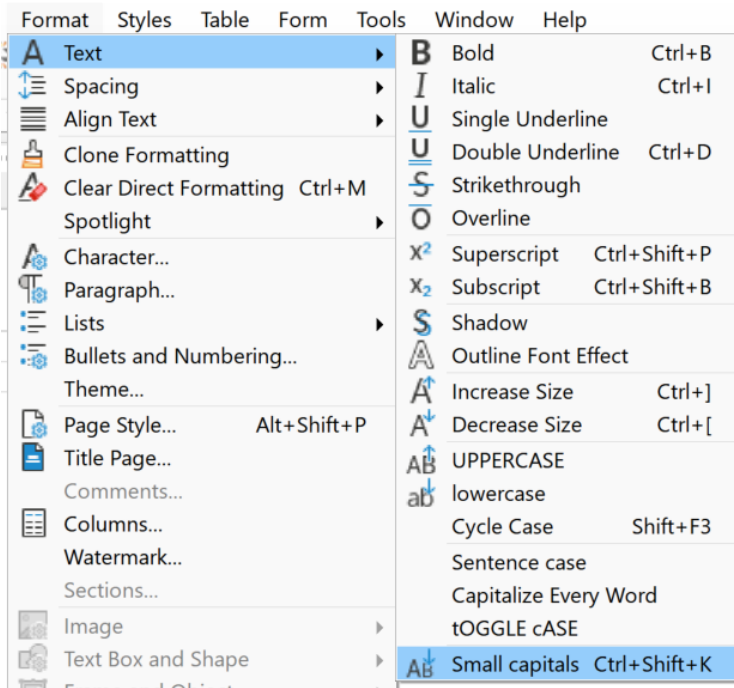 Format Styles Table Form Tools Window Help
Text
Spacing
Align Text
Clone Formatting
Clear Direct Formatting Ctrl+M
Spotlight
Character...
Paragraph...
Lists
Bullets and Numbering...
Theme...
Page Style... Alt+Shift+P
Title Page...
Comments...
Columns...
Watermark...
Sections...
Image
Text Box and Shape
Bold Ctrl+B
Italic Ctrl+I
Single Underline
Double Underline Ctrl+D
Strikethrough
Overline
Superscript Ctrl+Shift+P
Subscript Ctrl+Shift+B
Shadow
Outline Font Effect
Increase Size Ctrl+]
Decrease Size Ctrl+[
UPPERCASE
lowercase
Cycle Case Shift+F3
Sentence case
Capitalize Every Word
tOGGLE cASE
Small capitals Ctrl+Shift+K